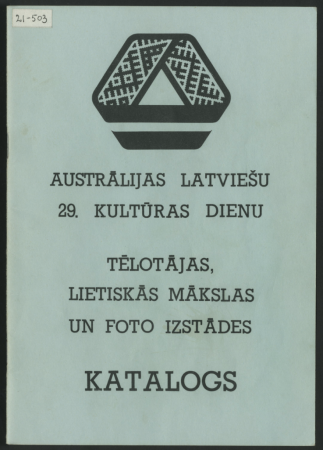 21-503
AUSTRĀLIJAS LATVIEŠU
29. KULTŪRAS DIENU
TĒLOTĀJAS,
LIETISKĀS MĀKSLAS
UN FOTO IZSTĀDES
KATALOGS